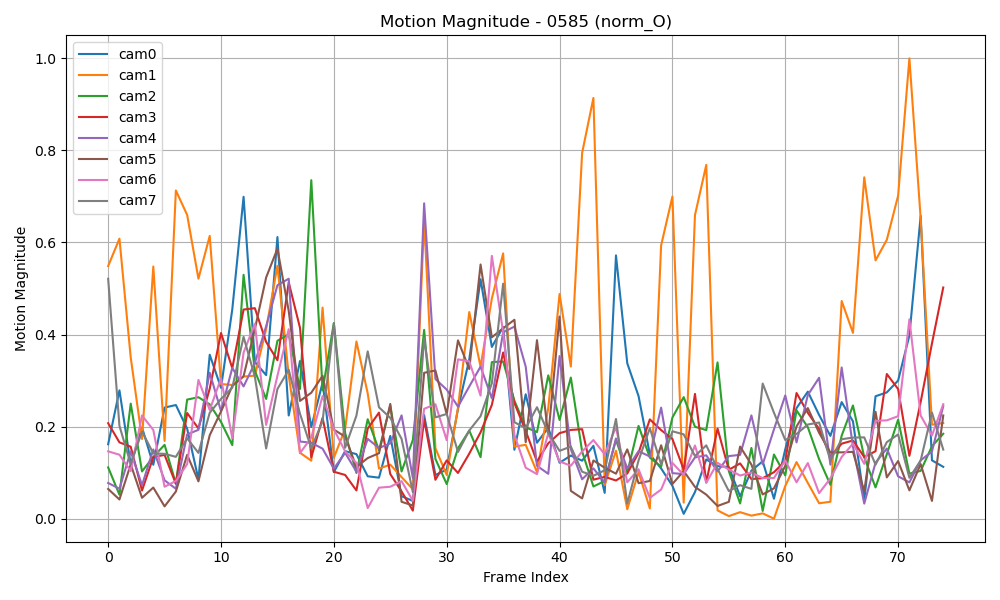 Motion Magnitude - 0585 (norm_O)
cam0
cam1
cam2
cam3
cam4
cam5
cam6
cam7
Motion Magnitude
1.0
0.8
0.6
0.4
0.2
0.0
0 10 20 30 40 50 60 70
Frame Index